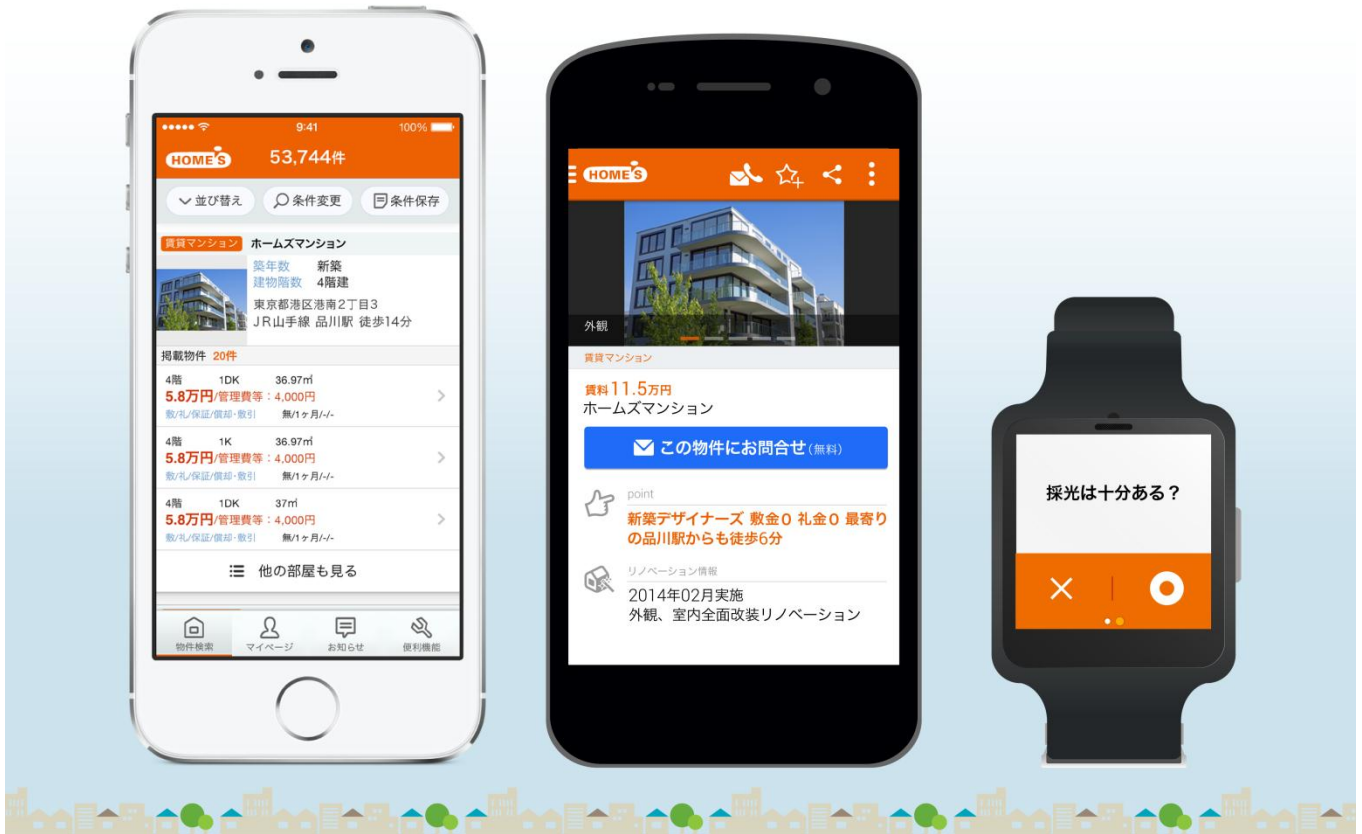 9:41
100%
HOME'S
53,744件
並び替え
条件変更
条件保存
賃貸マンション
ホームズマンション
築年数 新築
建物階数 4階建
東京都港区港南2丁目3
JR山手線 品川駅 徒歩14分
掲載物件 20件
4階 1DK 36.97㎡
5.8万円/管理費等:4,000円
敷/礼/保証/償却・敷引 無/1ヶ月/-/-
4階 1K 36.97㎡
5.8万円/管理費等:4,000円
敷/礼/保証/償却・敷引 無/1ヶ月/-/-
4階 1DK 37㎡
5.8万円/管理費等:4,000円
敷/礼/保証/償却・敷引 無/1ヶ月/-/-
他の部屋も見る
物件検索
マイページ
お知らせ
便利機能
HOME'S
外観
賃貸マンション
賃料11.5万円
ホームズマンション
この物件にお問合せ(無料)
point
新築デザイナーズ 敷金0 礼金0 最寄り
の品川駅からも徒歩6分
リノベーション情報
2014年02月実施
外観、室内全面改装リノベーション
採光は十分ある?